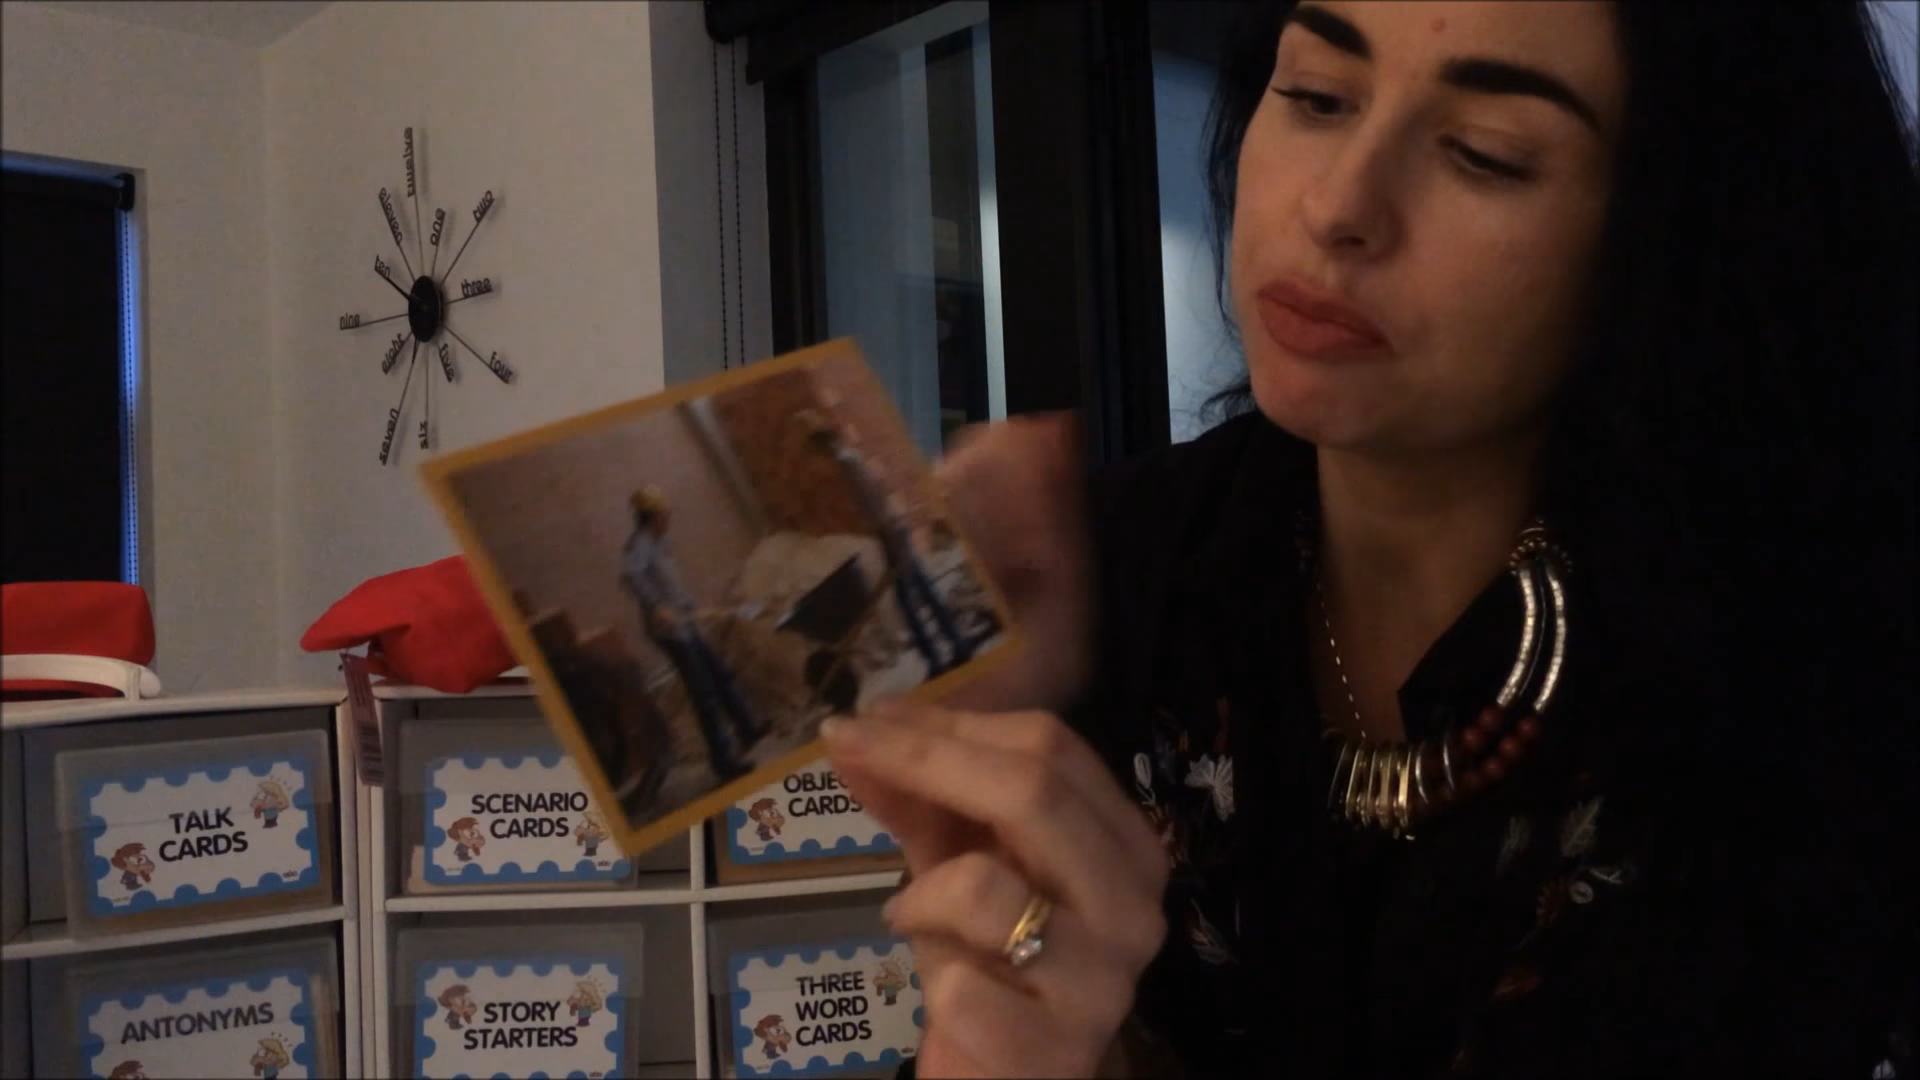 twelve
one
two
three
four
five
six
seven
eight
nine
ten
eleven
TALK
CARDS
SCENARIO
CARDS
CARDS
ANTONYMS
STORY
STARTERS
THREE
WORD
CARDS